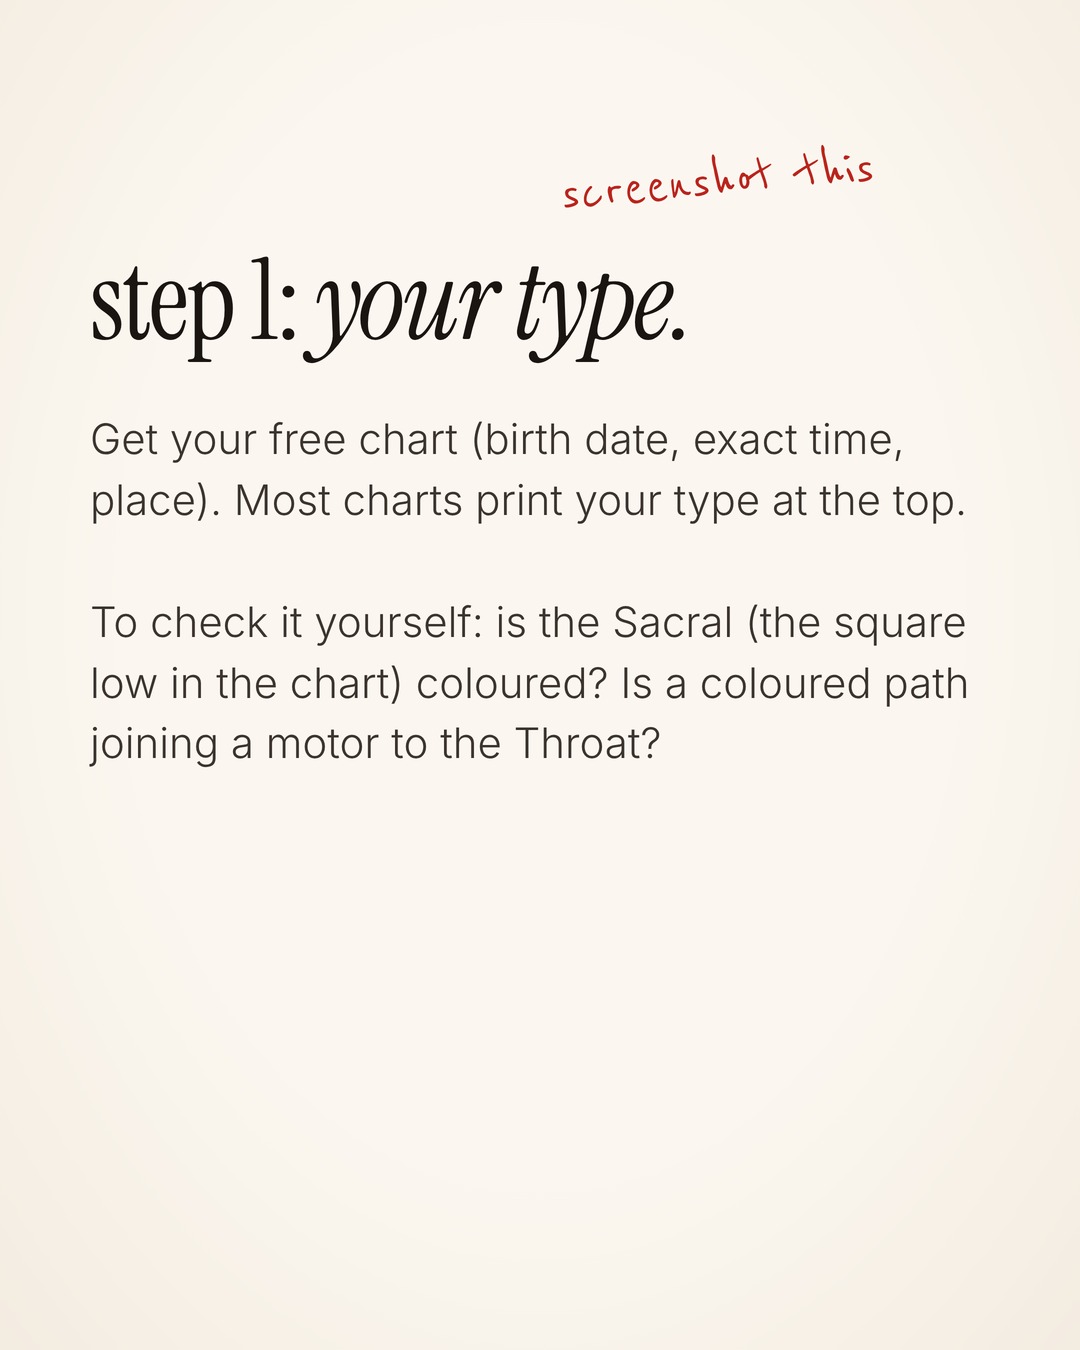 screenshot this
step 1: your type.
Get your free chart (birth date, exact time,
place). Most charts print your type at the top.
To check it yourself: is the Sacral (the square
low in the chart) coloured? Is a coloured path
joining a motor to the Throat?